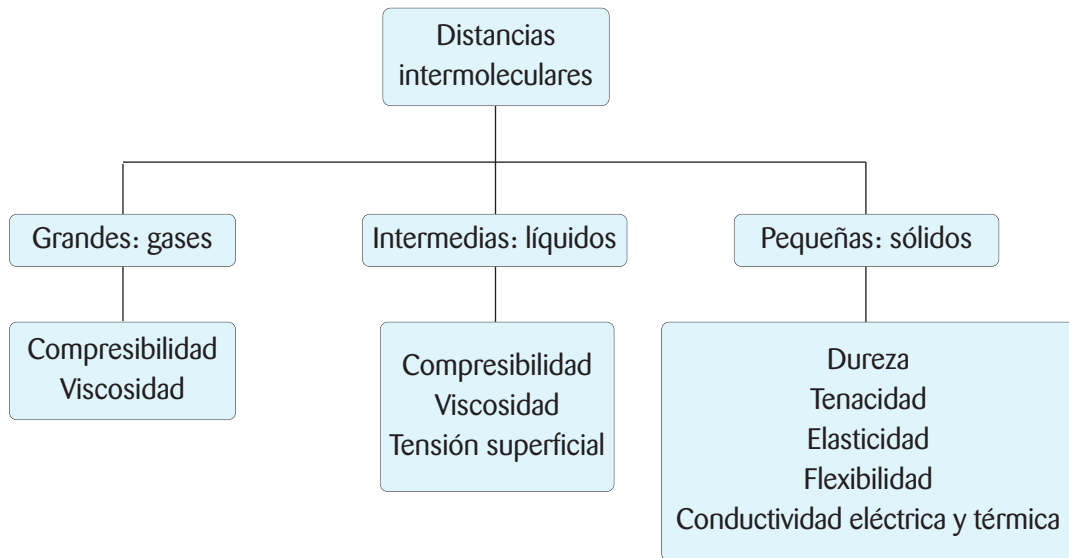 Distancias
intermoleculares
Grandes: gases
Intermedias: líquidos
Pequeñas: sólidos
Compresibilidad
Viscosidad
Compresibilidad
Viscosidad
Tensión superficial
Dureza
Tenacidad
Elasticidad
Flexibilidad
Conductividad eléctrica y térmica